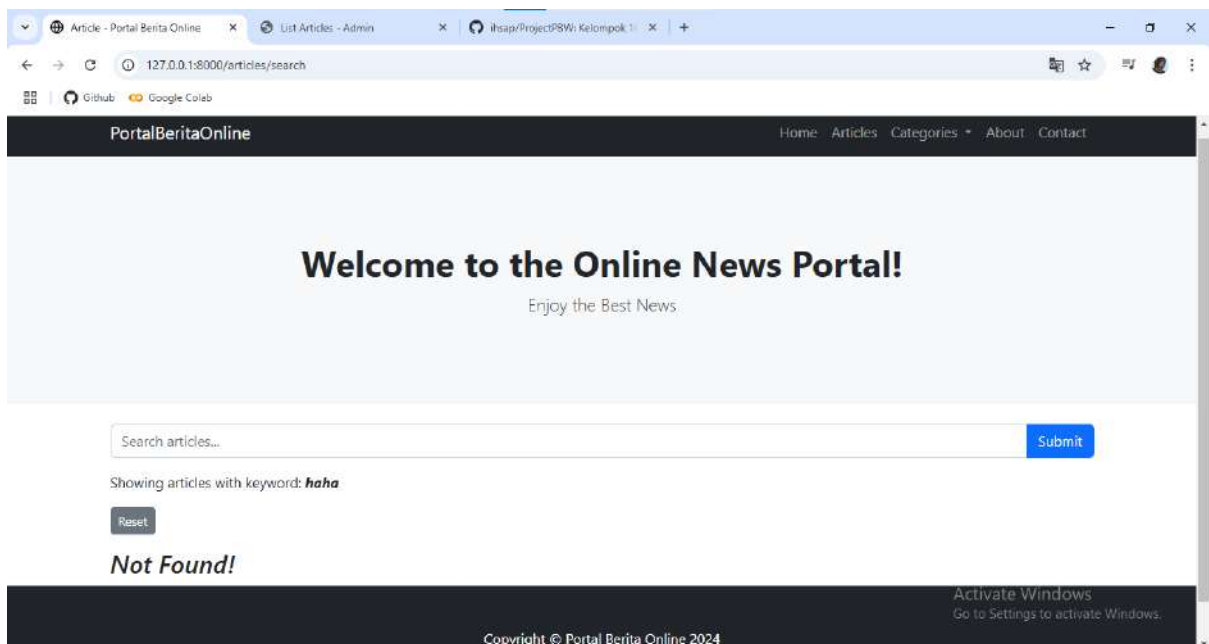 Article - Portal Berita Online
List Articles - Admin
ihsap/ProjectPBW: Kelompok 1
127.0.0.1:8000/articles/search
Github Google Colab
PortalBeritaOnline Home Articles Categories About Contact
Welcome to the Online News Portal!
Enjoy the Best News
Search articles... Submit
Showing articles with keyword: haha
Reset
Not Found!
Activate Windows
Go to Settings to activate Windows.
Copyright © Portal Berita Online 2024